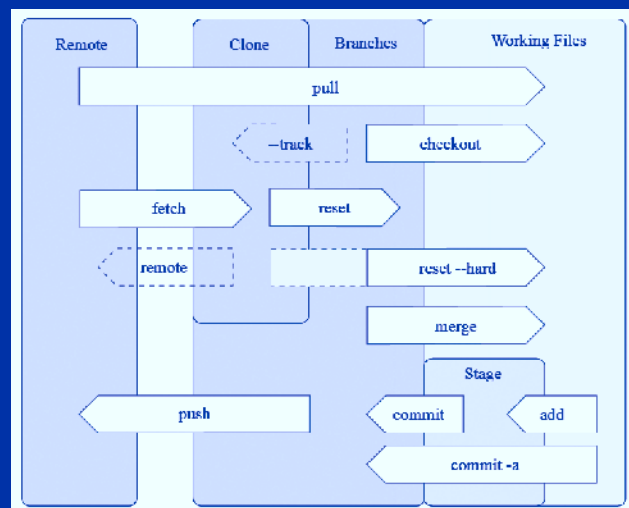 Remote
Clone
Branches
Working Files
pull
--track
checkout
fetch
reset
remote
reset --hard
merge
Stage
push
commit
add
commit -a